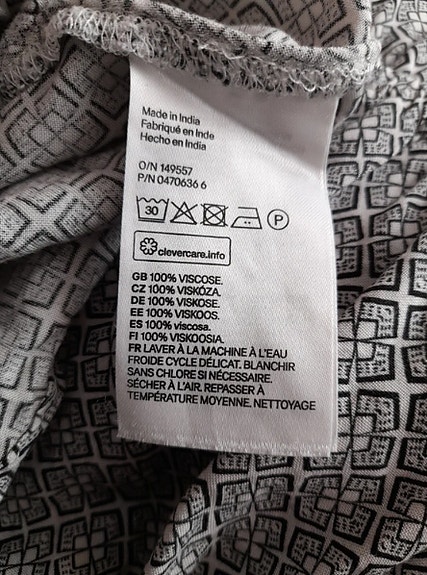 Made in India
Fabriqué en Inde
Hecho en India
O/N 149557
P/N 0470636 6
30 P
clevercare.info
GB 100% VISCOSE.
CZ 100% VISKÓZA.
DE 100% VISKOSE.
EE 100% VISKOOS.
ES 100% viscosa.
FI 100% VISKOOSIA.
FR LAVER À LA MACHINE À L'EAU
FROIDE CYCLE DÉLICAT. BLANCHIR
SANS CHLORE SI NÉCESSAIRE.
SÉCHER À L'AIR. REPASSER À
TEMPÉRATURE MOYENNE. NETTOYAGE